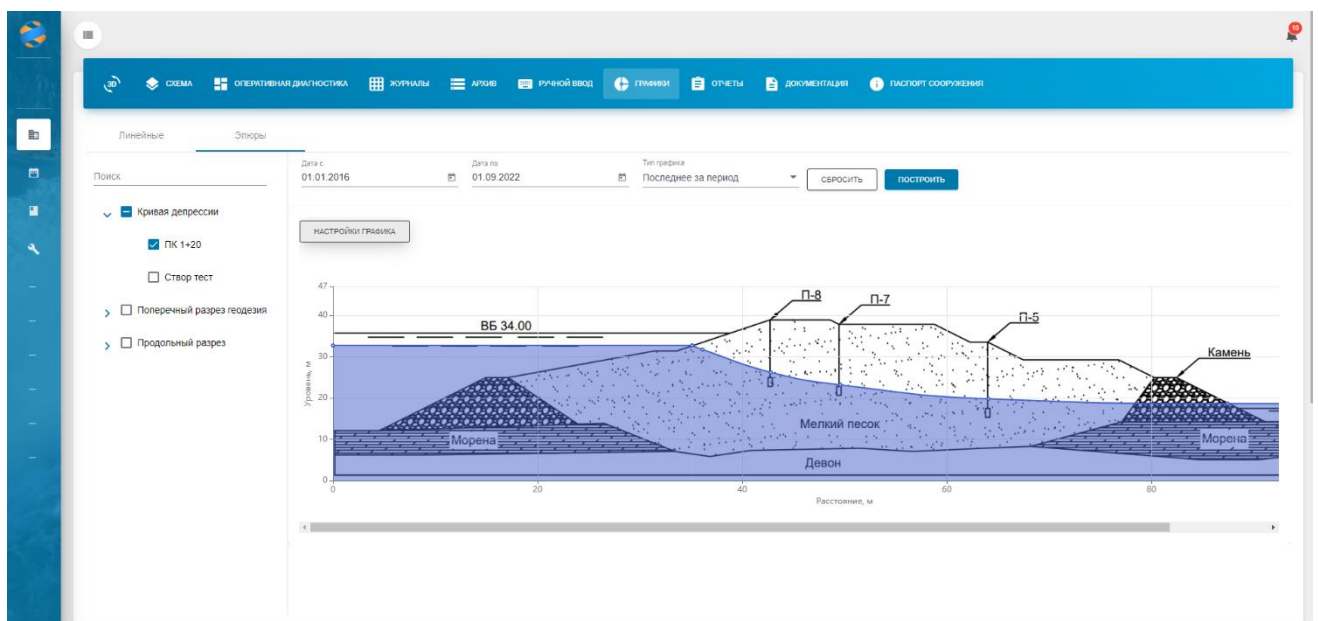 10
3D СХЕМА ОПЕРАТИВНАЯ ДИАГНОСТИКА ЖУРНАЛЫ АРХИВ РУЧНОЙ ВВОД ГРАФИКИ ОТЧЕТЫ ДОКУМЕНТАЦИЯ ПАСПОРТ СООРУЖЕНИЯ
Линейные Эпюры
Поиск
Кривая депрессии
ПК 1+20
Створ тест
Поперечный разрез геодезия
Продольный разрез
Дата с Дата по Тип графика
01.01.2016 01.09.2022 Последнее за период СБРОСИТЬ ПОСТРОИТЬ
НАСТРОЙКИ ГРАФИКА
47
40
30
20
10
0
Уровень, м
ВБ 34.00
П-8
П-7
П-5
Камень
Мелкий песок
Морена
Морена
Девон
0 20 40 60 80
Расстояние, м